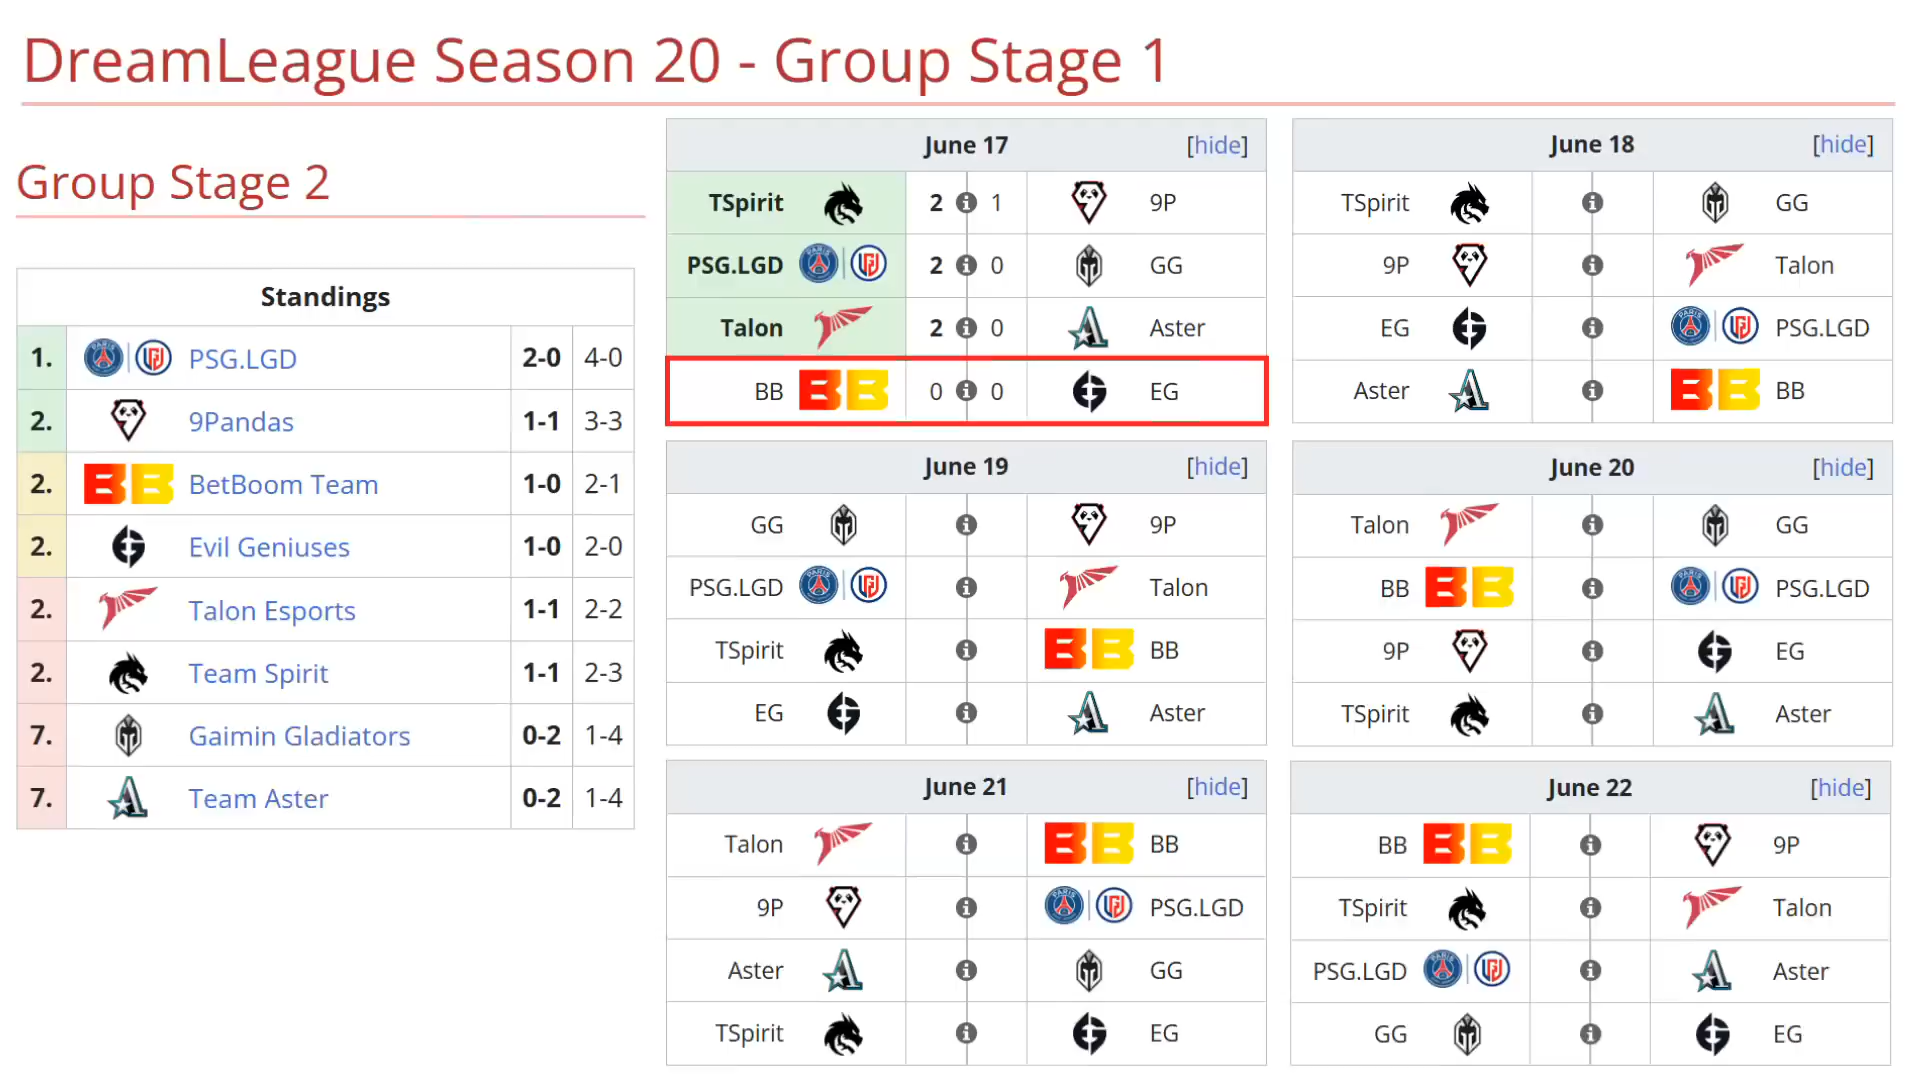 DreamLeague Season 20 - Group Stage 1
Group Stage 2
Standings
1. PSG.LGD 2-0 4-0
2. 9Pandas 1-1 3-3
2. BB BetBoom Team 1-0 2-1
2. Evil Geniuses 1-0 2-0
2. Talon Esports 1-1 2-2
2. Team Spirit 1-1 2-3
7. Gaimin Gladiators 0-2 1-4
7. Team Aster 0-2 1-4
June 17 [hide]
TSpirit 2 1 9P
PSG.LGD 2 0 GG
Talon 2 0 Aster
BB BB 0 0 EG
June 18 [hide]
TSpirit GG
9P Talon
EG PSG.LGD
Aster BB BB
June 19 [hide]
GG 9P
PSG.LGD Talon
TSpirit BB BB
EG Aster
June 20 [hide]
Talon GG
BB BB PSG.LGD
9P EG
TSpirit Aster
June 21 [hide]
Talon BB BB
9P PSG.LGD
Aster GG
TSpirit EG
June 22 [hide]
BB BB 9P
TSpirit Talon
PSG.LGD Aster
GG EG